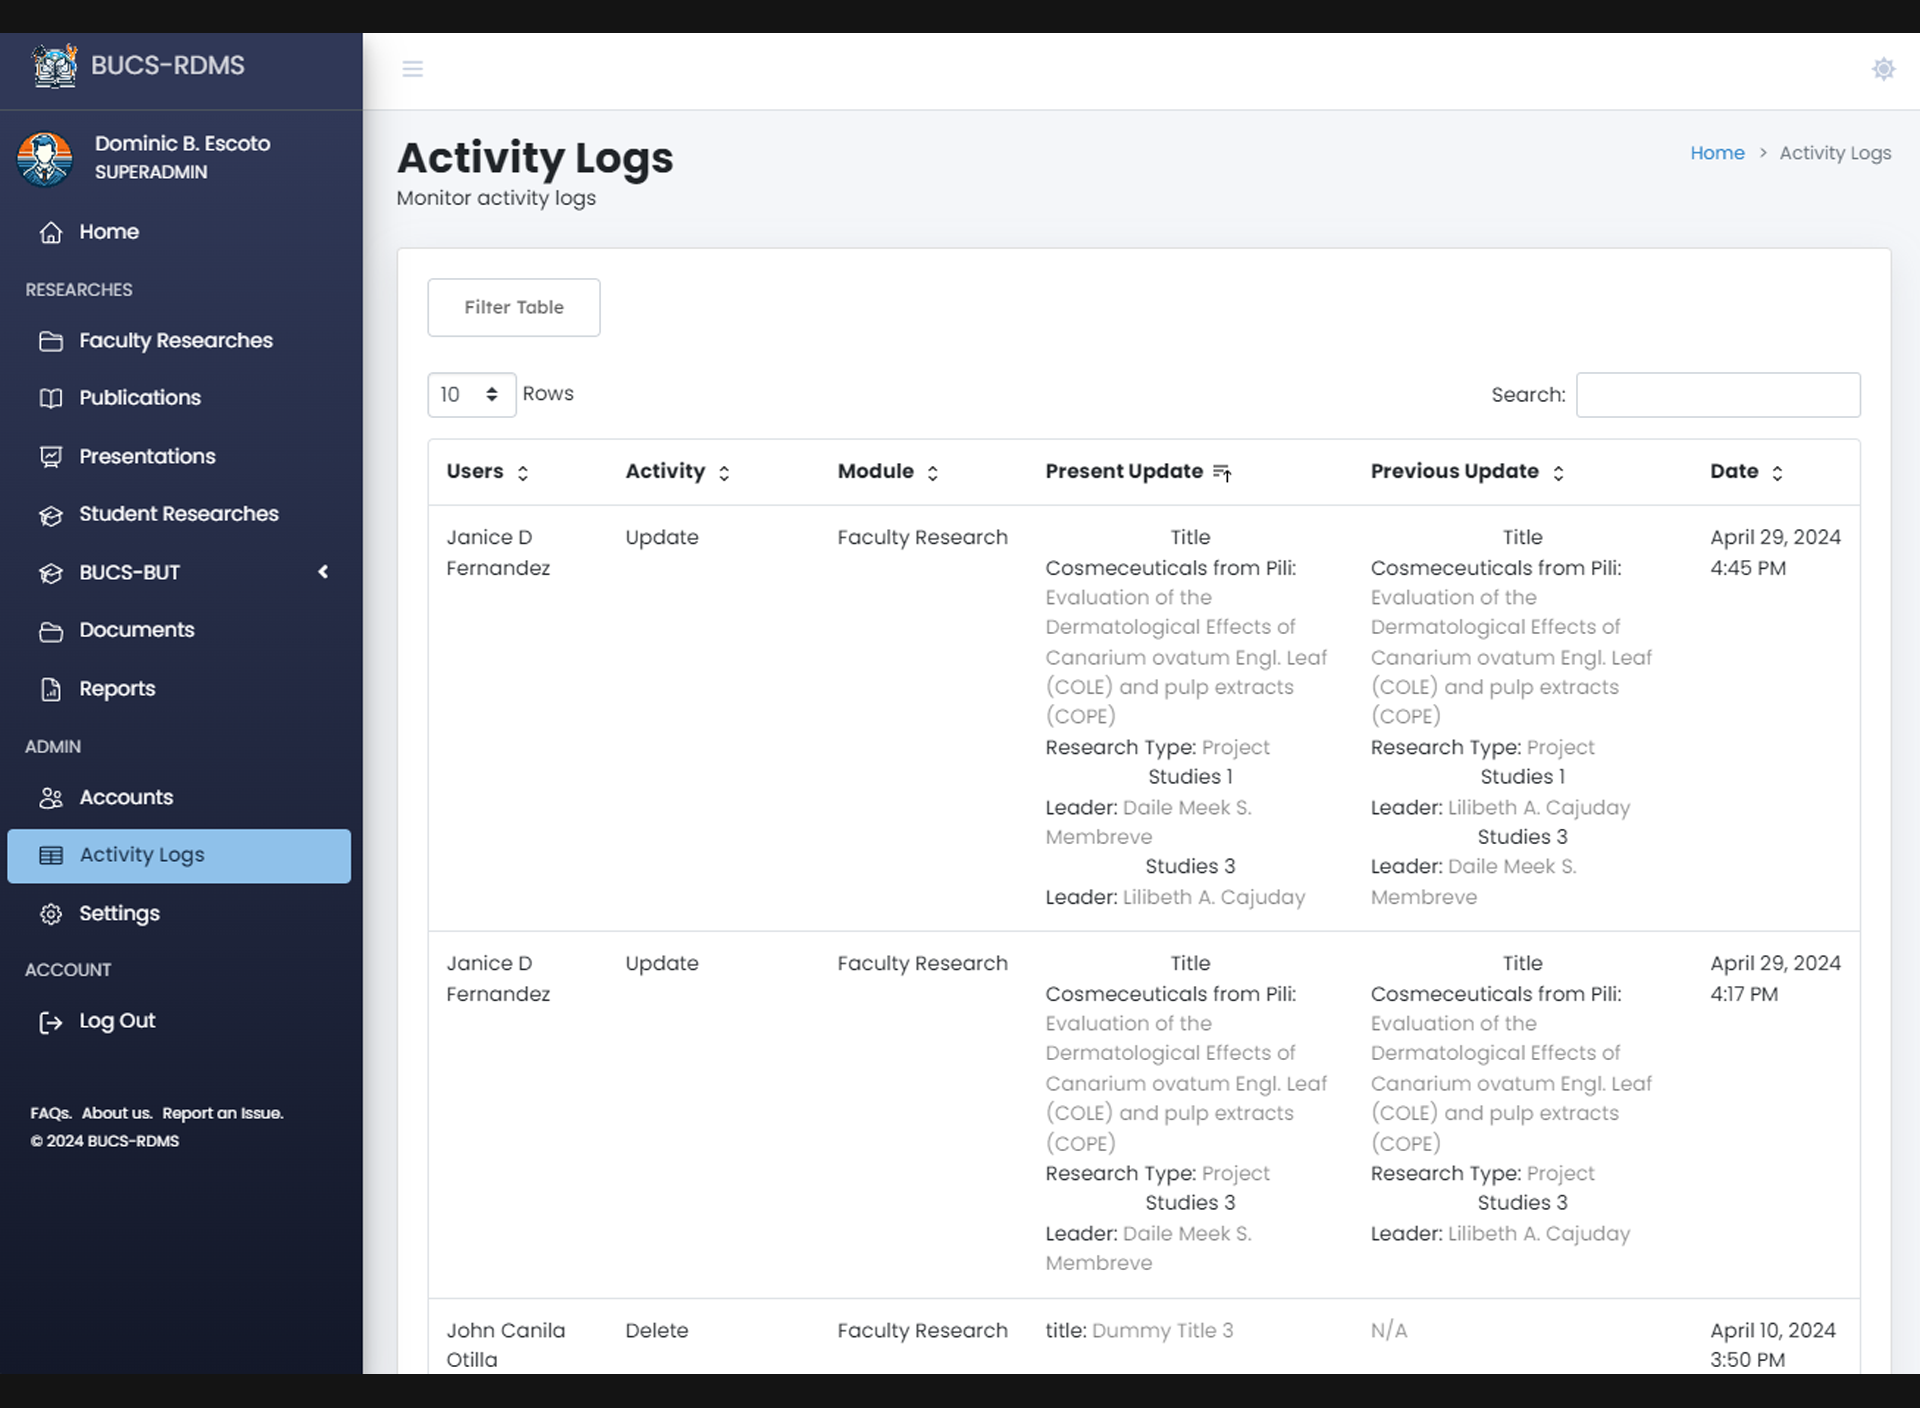 BUCS-RDMS
Dominic B. Escoto
SUPERADMIN
Home
RESEARCHES
Faculty Researches
Publications
Presentations
Student Researches
BUCS-BUT
Documents
Reports
ADMIN
Accounts
Activity Logs
Settings
ACCOUNT
Log Out
FAQs. About us. Report an Issue.
© 2024 BUCS-RDMS
Activity Logs
Monitor activity logs
Home > Activity Logs
Filter Table
10 Rows
Search:
Users Activity Module Present Update Previous Update Date
Janice D
Fernandez
Update
Faculty Research
Title
Cosmeceuticals from Pili:
Evaluation of the
Dermatological Effects of
Canarium ovatum Engl. Leaf
(COLE) and pulp extracts
(COPE)
Research Type: Project
Studies 1
Leader: Daile Meek S.
Membreve
Studies 3
Leader: Lilibeth A. Cajuday
Title
Cosmeceuticals from Pili:
Evaluation of the
Dermatological Effects of
Canarium ovatum Engl. Leaf
(COLE) and pulp extracts
(COPE)
Research Type: Project
Studies 1
Leader: Lilibeth A. Cajuday
Studies 3
Leader: Daile Meek S.
Membreve
April 29, 2024
4:45 PM
Janice D
Fernandez
Update
Faculty Research
Title
Cosmeceuticals from Pili:
Evaluation of the
Dermatological Effects of
Canarium ovatum Engl. Leaf
(COLE) and pulp extracts
(COPE)
Research Type: Project
Studies 3
Leader: Daile Meek S.
Membreve
Title
Cosmeceuticals from Pili:
Evaluation of the
Dermatological Effects of
Canarium ovatum Engl. Leaf
(COLE) and pulp extracts
(COPE)
Research Type: Project
Studies 3
Leader: Lilibeth A. Cajuday
April 29, 2024
4:17 PM
John Canila
Otilla
Delete
Faculty Research
title: Dummy Title 3
N/A
April 10, 2024
3:50 PM